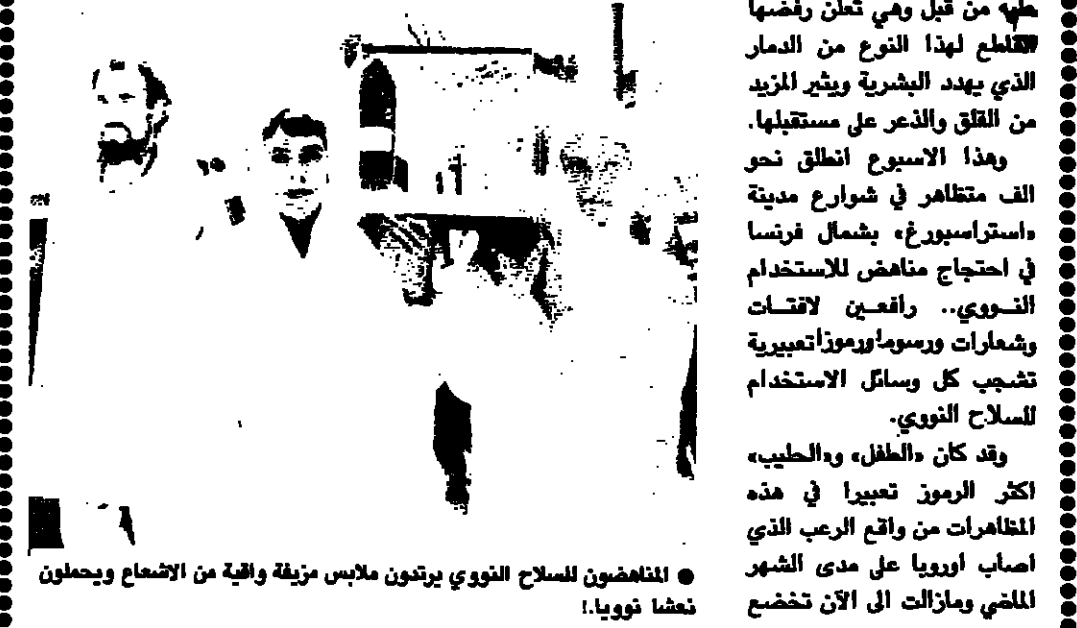 عليه من قبل وهي تعلن رفضها
القاطع لهذا النوع من الدمار
الذي يهدد البشرية ويثير المزيد
من القلق والذعر على مستقبلها.
وهذا الاسبوع انطلق نحو
الف متظاهر في شوارع مدينة
«استراسبورغ» بشمال فرنسا
في احتجاج مناهض للاستخدام
النووي.. رافعين لافتات
وشعارات ورسوما ورموزا تعبيرية
تشجب كل وسائل الاستخدام
للسلاح النووي.
وقد كان «الطفل» و«الحليب»
اكثر الرموز تعبيرا في هذه
المظاهرات من واقع الرعب الذي
اصاب اوروبا على مدى الشهر
الماضي ومازالت الى الآن تخضع
● المناهضون للسلاح النووي يرتدون ملابس مزيفة واقية من الاشعاع ويحملون
نعشا نوويا.!